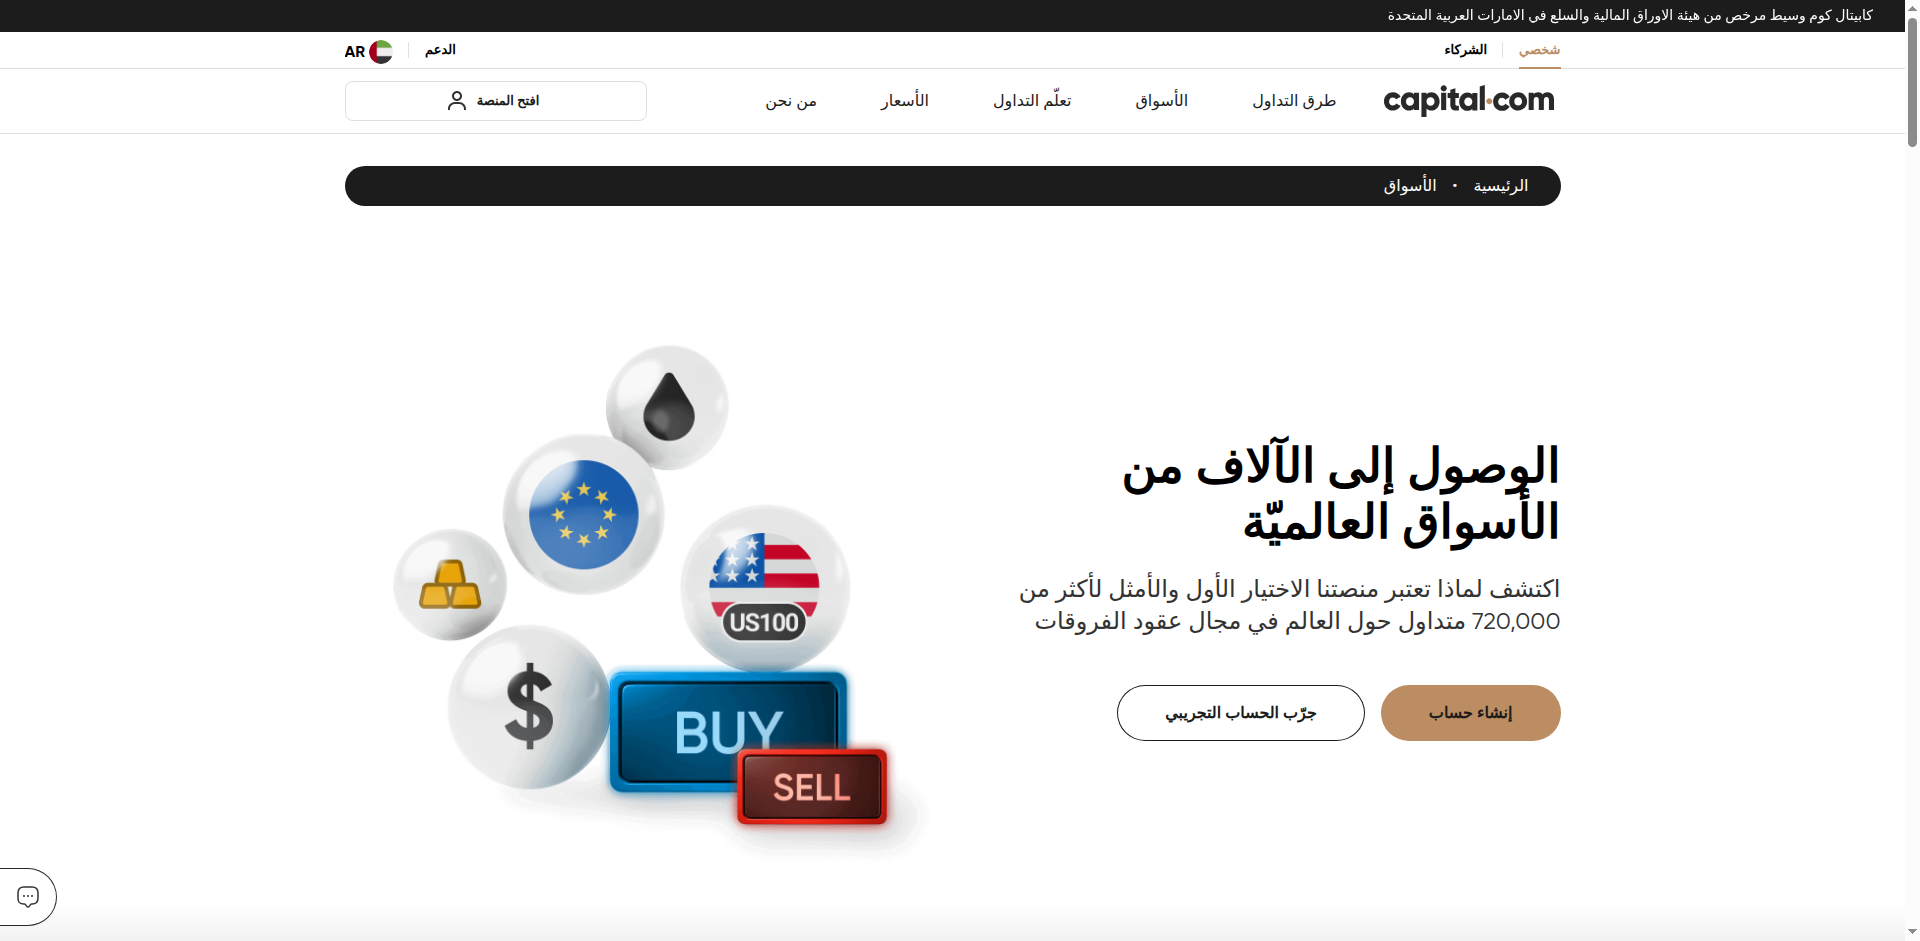 كابيتال كوم وسيط مرخص من هيئة الاوراق المالية والسلع في الامارات العربية المتحدة
شخصي
الشركاء
الدعم
AR
capital.com
طرق التداول
الأسواق
تعلّم التداول
الأسعار
من نحن
افتح المنصة
الرئيسية • الأسواق
الوصول إلى الآلاف من
الأسواق العالميّة
اكتشف لماذا تعتبر منصتنا الاختيار الأول والأمثل لأكثر من
720,000 متداول حول العالم في مجال عقود الفروقات
إنشاء حساب
جرّب الحساب التجريبي
US100
$
BUY
SELL